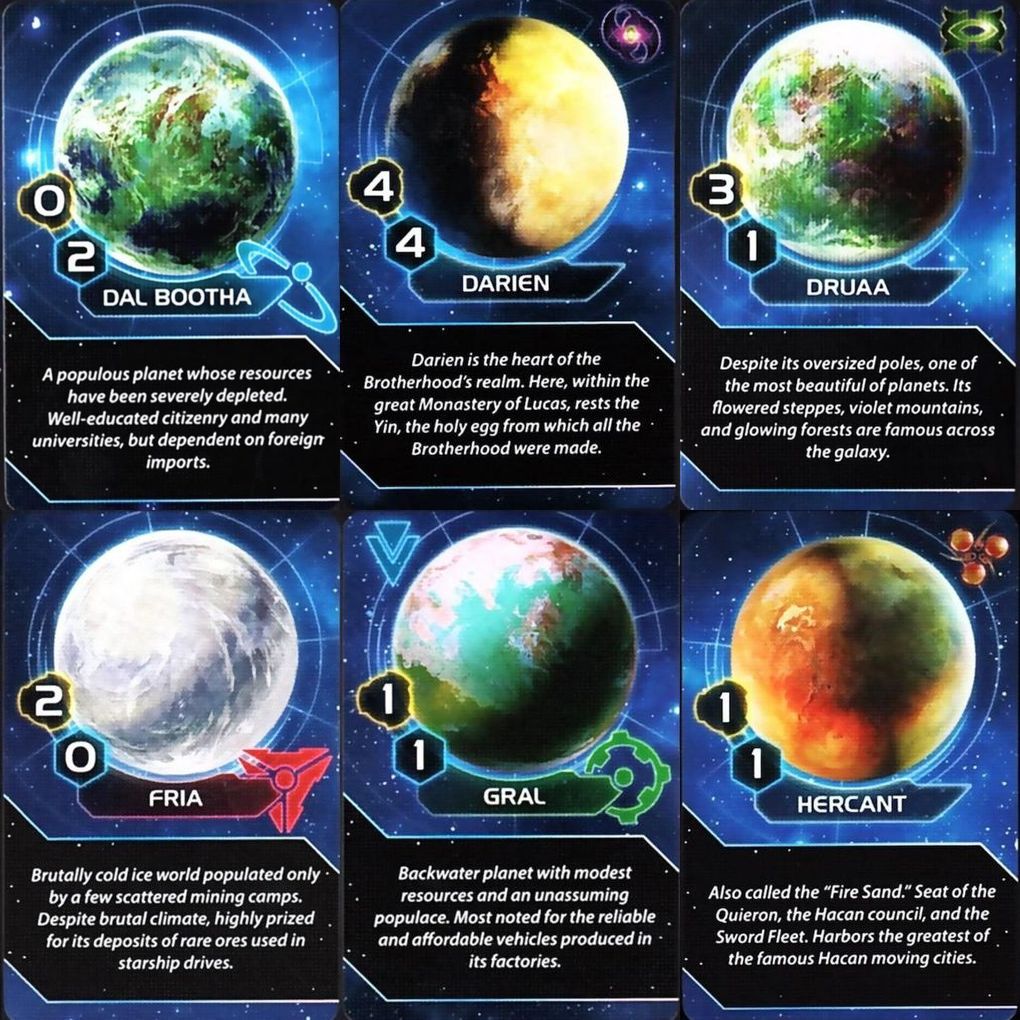 0
2
DAL BOOTHA
A populous planet whose resources
have been severely depleted.
Well-educated citizenry and many
universities, but dependent on foreign
imports.
4
4
DARIEN
Darien is the heart of the
Brotherhood's realm. Here, within the
great Monastery of Lucas, rests the
Yin, the holy egg from which all the
Brotherhood were made.
3
1
DRUAA
Despite its oversized poles, one of
the most beautiful of planets. Its
flowered steppes, violet mountains,
and glowing forests are famous across
the galaxy.
2
0
FRIA
Brutally cold ice world populated only
by a few scattered mining camps.
Despite brutal climate, highly prized
for its deposits of rare ores used in
starship drives.
1
1
GRAL
Backwater planet with modest
resources and an unassuming
populace. Most noted for the reliable
and affordable vehicles produced in
its factories.
1
1
HERCANT
Also called the “Fire Sand.” Seat of the
Quieron, the Hacan council, and the
Sword Fleet. Harbors the greatest of
the famous Hacan moving cities.